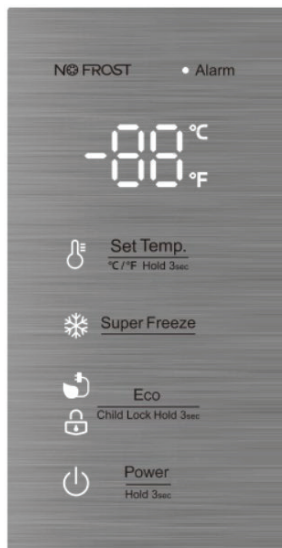 NO FROST
Alarm
-88 °C
°F
Set Temp.
°C/°F Hold 3sec
Super Freeze
Eco
Child Lock Hold 3sec
Power
Hold 3sec